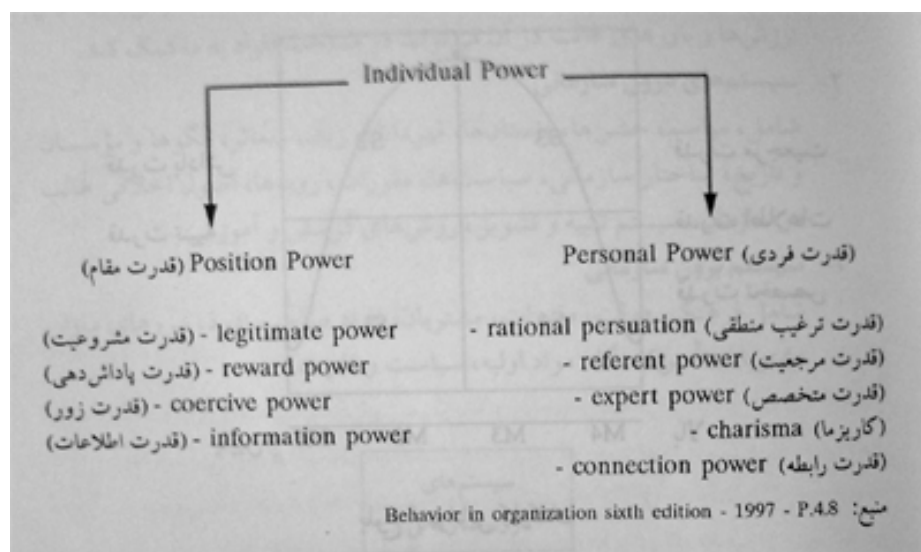 Individual Power
Position Power (قدرت مقام)
Personal Power (قدرت فردی)
legitimate power - (قدرت مشروعیت)
reward power - (قدرت پاداش‌دهی)
coercive power - (قدرت زور)
information power - (قدرت اطلاعات)
- rational persuation (قدرت ترغیب منطقی)
- referent power (قدرت مرجعیت)
- expert power (قدرت متخصص)
- charisma (کاریزما)
- connection power (قدرت رابطه)
منبع: Behavior in organization sixth edition - 1997 - P.4.8